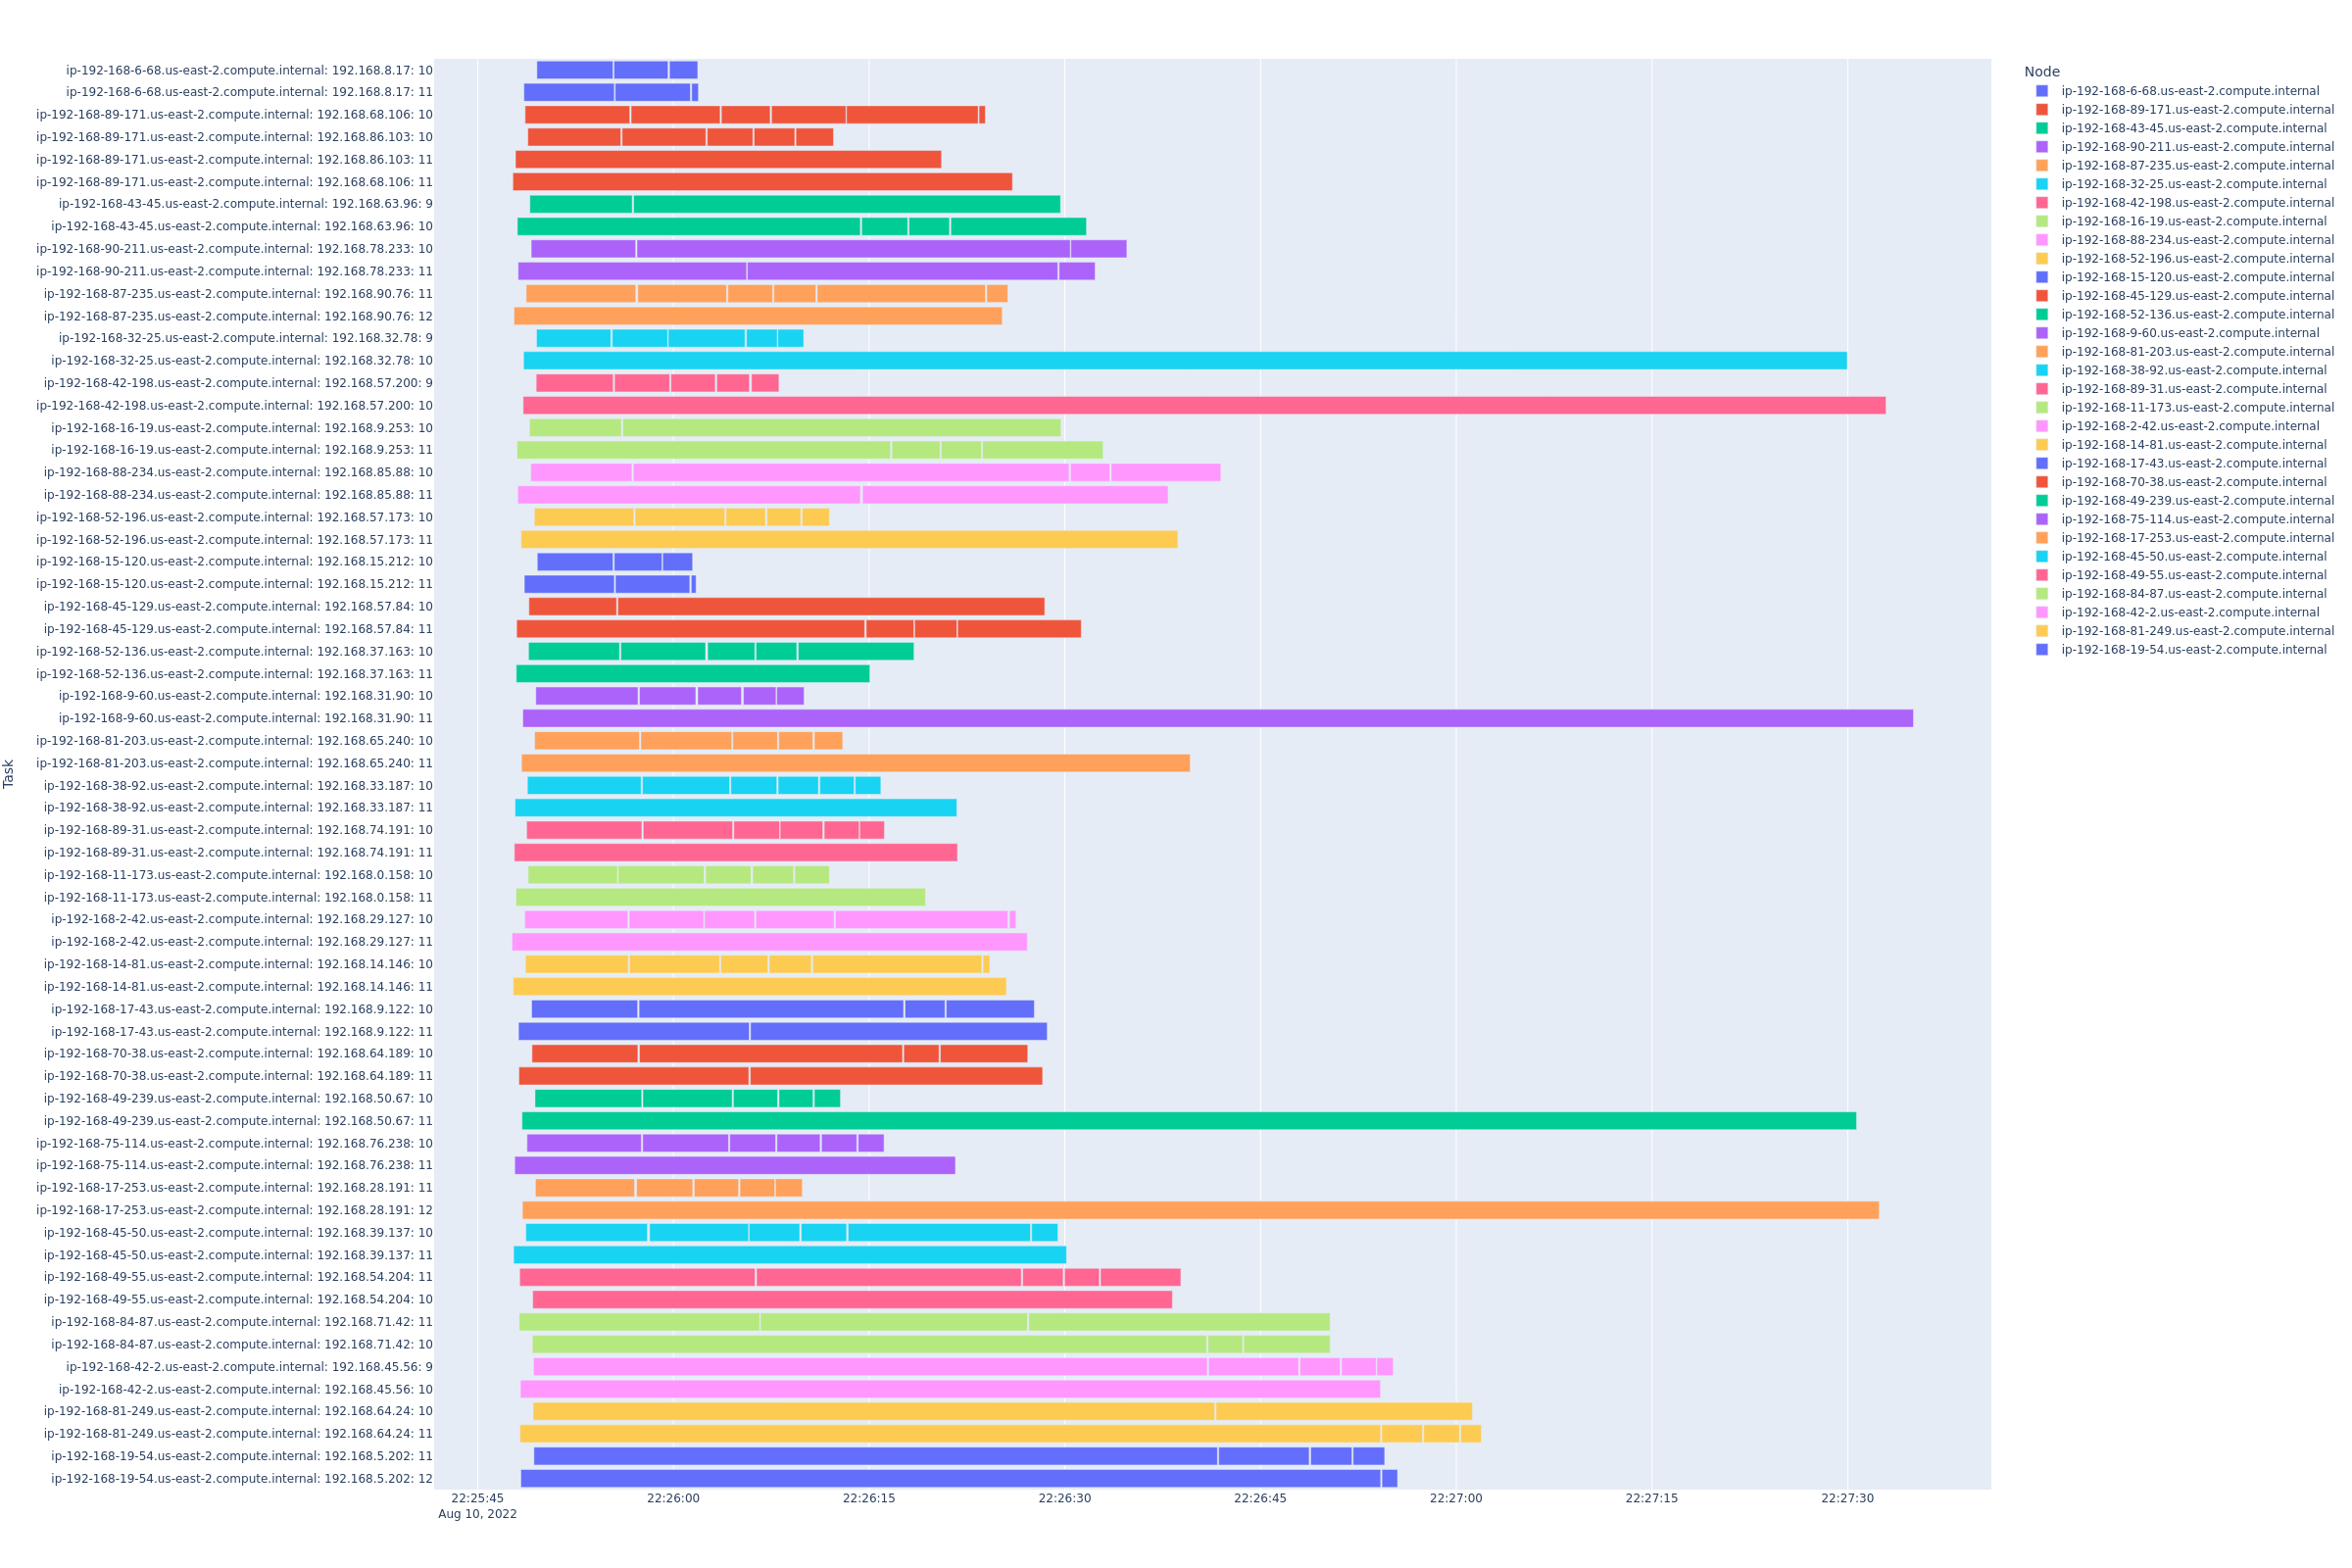 ip-192-168-6-68.us-east-2.compute.internal: 192.168.8.17: 10
ip-192-168-6-68.us-east-2.compute.internal: 192.168.8.17: 11
ip-192-168-89-171.us-east-2.compute.internal: 192.168.68.106: 10
ip-192-168-89-171.us-east-2.compute.internal: 192.168.86.103: 10
ip-192-168-89-171.us-east-2.compute.internal: 192.168.86.103: 11
ip-192-168-89-171.us-east-2.compute.internal: 192.168.68.106: 11
ip-192-168-43-45.us-east-2.compute.internal: 192.168.63.96: 9
ip-192-168-43-45.us-east-2.compute.internal: 192.168.63.96: 10
ip-192-168-90-211.us-east-2.compute.internal: 192.168.78.233: 10
ip-192-168-90-211.us-east-2.compute.internal: 192.168.78.233: 11
ip-192-168-87-235.us-east-2.compute.internal: 192.168.90.76: 11
ip-192-168-87-235.us-east-2.compute.internal: 192.168.90.76: 12
ip-192-168-32-25.us-east-2.compute.internal: 192.168.32.78: 9
ip-192-168-32-25.us-east-2.compute.internal: 192.168.32.78: 10
ip-192-168-42-198.us-east-2.compute.internal: 192.168.57.200: 9
ip-192-168-42-198.us-east-2.compute.internal: 192.168.57.200: 10
ip-192-168-16-19.us-east-2.compute.internal: 192.168.9.253: 10
ip-192-168-16-19.us-east-2.compute.internal: 192.168.9.253: 11
ip-192-168-88-234.us-east-2.compute.internal: 192.168.85.88: 10
ip-192-168-88-234.us-east-2.compute.internal: 192.168.85.88: 11
ip-192-168-52-196.us-east-2.compute.internal: 192.168.57.173: 10
ip-192-168-52-196.us-east-2.compute.internal: 192.168.57.173: 11
ip-192-168-15-120.us-east-2.compute.internal: 192.168.15.212: 10
ip-192-168-15-120.us-east-2.compute.internal: 192.168.15.212: 11
ip-192-168-45-129.us-east-2.compute.internal: 192.168.57.84: 10
ip-192-168-45-129.us-east-2.compute.internal: 192.168.57.84: 11
ip-192-168-52-136.us-east-2.compute.internal: 192.168.37.163: 10
ip-192-168-52-136.us-east-2.compute.internal: 192.168.37.163: 11
ip-192-168-9-60.us-east-2.compute.internal: 192.168.31.90: 10
ip-192-168-9-60.us-east-2.compute.internal: 192.168.31.90: 11
ip-192-168-81-203.us-east-2.compute.internal: 192.168.65.240: 10
ip-192-168-81-203.us-east-2.compute.internal: 192.168.65.240: 11
ip-192-168-38-92.us-east-2.compute.internal: 192.168.33.187: 10
ip-192-168-38-92.us-east-2.compute.internal: 192.168.33.187: 11
ip-192-168-89-31.us-east-2.compute.internal: 192.168.74.191: 10
ip-192-168-89-31.us-east-2.compute.internal: 192.168.74.191: 11
ip-192-168-11-173.us-east-2.compute.internal: 192.168.0.158: 10
ip-192-168-11-173.us-east-2.compute.internal: 192.168.0.158: 11
ip-192-168-2-42.us-east-2.compute.internal: 192.168.29.127: 10
ip-192-168-2-42.us-east-2.compute.internal: 192.168.29.127: 11
ip-192-168-14-81.us-east-2.compute.internal: 192.168.14.146: 10
ip-192-168-14-81.us-east-2.compute.internal: 192.168.14.146: 11
ip-192-168-17-43.us-east-2.compute.internal: 192.168.9.122: 10
ip-192-168-17-43.us-east-2.compute.internal: 192.168.9.122: 11
ip-192-168-70-38.us-east-2.compute.internal: 192.168.64.189: 10
ip-192-168-70-38.us-east-2.compute.internal: 192.168.64.189: 11
ip-192-168-49-239.us-east-2.compute.internal: 192.168.50.67: 10
ip-192-168-49-239.us-east-2.compute.internal: 192.168.50.67: 11
ip-192-168-75-114.us-east-2.compute.internal: 192.168.76.238: 10
ip-192-168-75-114.us-east-2.compute.internal: 192.168.76.238: 11
ip-192-168-17-253.us-east-2.compute.internal: 192.168.28.191: 11
ip-192-168-17-253.us-east-2.compute.internal: 192.168.28.191: 12
ip-192-168-45-50.us-east-2.compute.internal: 192.168.39.137: 10
ip-192-168-45-50.us-east-2.compute.internal: 192.168.39.137: 11
ip-192-168-49-55.us-east-2.compute.internal: 192.168.54.204: 11
ip-192-168-49-55.us-east-2.compute.internal: 192.168.54.204: 10
ip-192-168-84-87.us-east-2.compute.internal: 192.168.71.42: 11
ip-192-168-84-87.us-east-2.compute.internal: 192.168.71.42: 10
ip-192-168-42-2.us-east-2.compute.internal: 192.168.45.56: 9
ip-192-168-42-2.us-east-2.compute.internal: 192.168.45.56: 10
ip-192-168-81-249.us-east-2.compute.internal: 192.168.64.24: 10
ip-192-168-81-249.us-east-2.compute.internal: 192.168.64.24: 11
ip-192-168-19-54.us-east-2.compute.internal: 192.168.5.202: 11
ip-192-168-19-54.us-east-2.compute.internal: 192.168.5.202: 12
Task
22:25:45 22:26:00 22:26:15 22:26:30 22:26:45 22:27:00 22:27:15 22:27:30
Aug 10, 2022
Node
ip-192-168-6-68.us-east-2.compute.internal
ip-192-168-89-171.us-east-2.compute.internal
ip-192-168-43-45.us-east-2.compute.internal
ip-192-168-90-211.us-east-2.compute.internal
ip-192-168-87-235.us-east-2.compute.internal
ip-192-168-32-25.us-east-2.compute.internal
ip-192-168-42-198.us-east-2.compute.internal
ip-192-168-16-19.us-east-2.compute.internal
ip-192-168-88-234.us-east-2.compute.internal
ip-192-168-52-196.us-east-2.compute.internal
ip-192-168-15-120.us-east-2.compute.internal
ip-192-168-45-129.us-east-2.compute.internal
ip-192-168-52-136.us-east-2.compute.internal
ip-192-168-9-60.us-east-2.compute.internal
ip-192-168-81-203.us-east-2.compute.internal
ip-192-168-38-92.us-east-2.compute.internal
ip-192-168-89-31.us-east-2.compute.internal
ip-192-168-11-173.us-east-2.compute.internal
ip-192-168-2-42.us-east-2.compute.internal
ip-192-168-14-81.us-east-2.compute.internal
ip-192-168-17-43.us-east-2.compute.internal
ip-192-168-70-38.us-east-2.compute.internal
ip-192-168-49-239.us-east-2.compute.internal
ip-192-168-75-114.us-east-2.compute.internal
ip-192-168-17-253.us-east-2.compute.internal
ip-192-168-45-50.us-east-2.compute.internal
ip-192-168-49-55.us-east-2.compute.internal
ip-192-168-84-87.us-east-2.compute.internal
ip-192-168-42-2.us-east-2.compute.internal
ip-192-168-81-249.us-east-2.compute.internal
ip-192-168-19-54.us-east-2.compute.internal